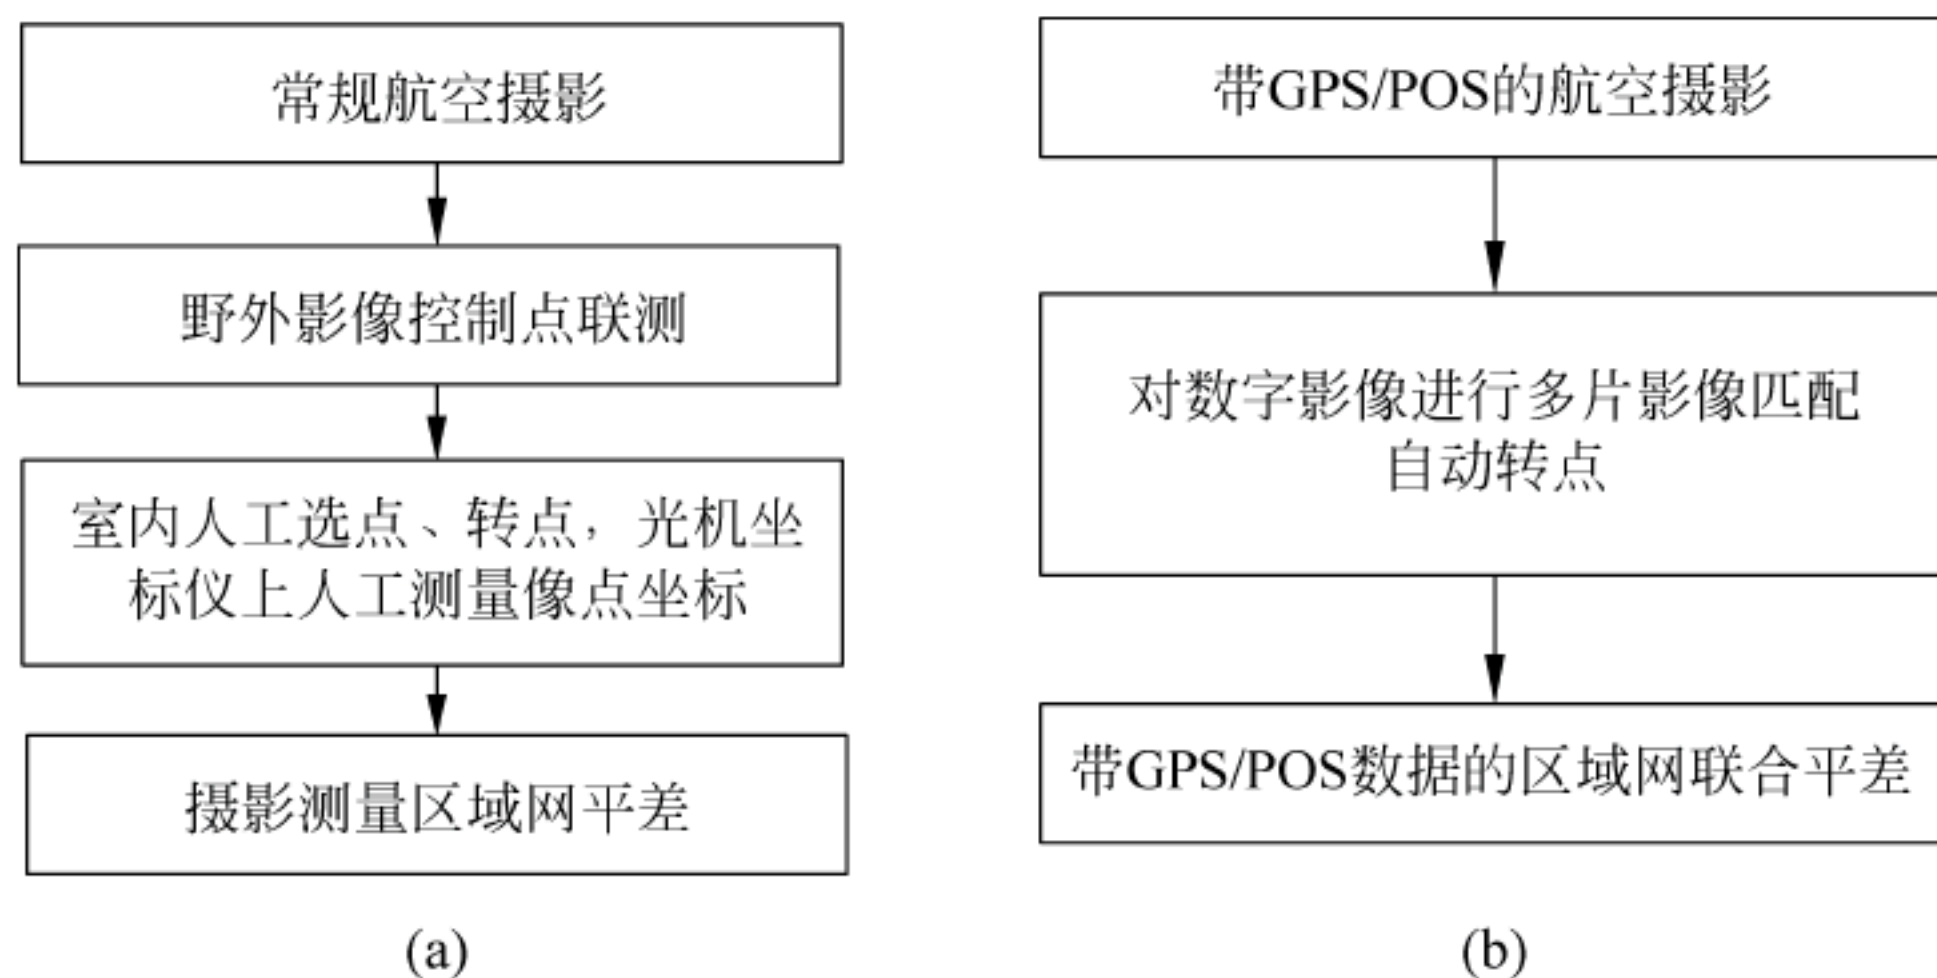 常规航空摄影
野外影像控制点联测
室内人工选点、转点，光机坐
标仪上人工测量像点坐标
摄影测量区域网平差
(a)
带GPS/POS的航空摄影
对数字影像进行多片影像匹配
自动转点
带GPS/POS数据的区域网联合平差
(b)